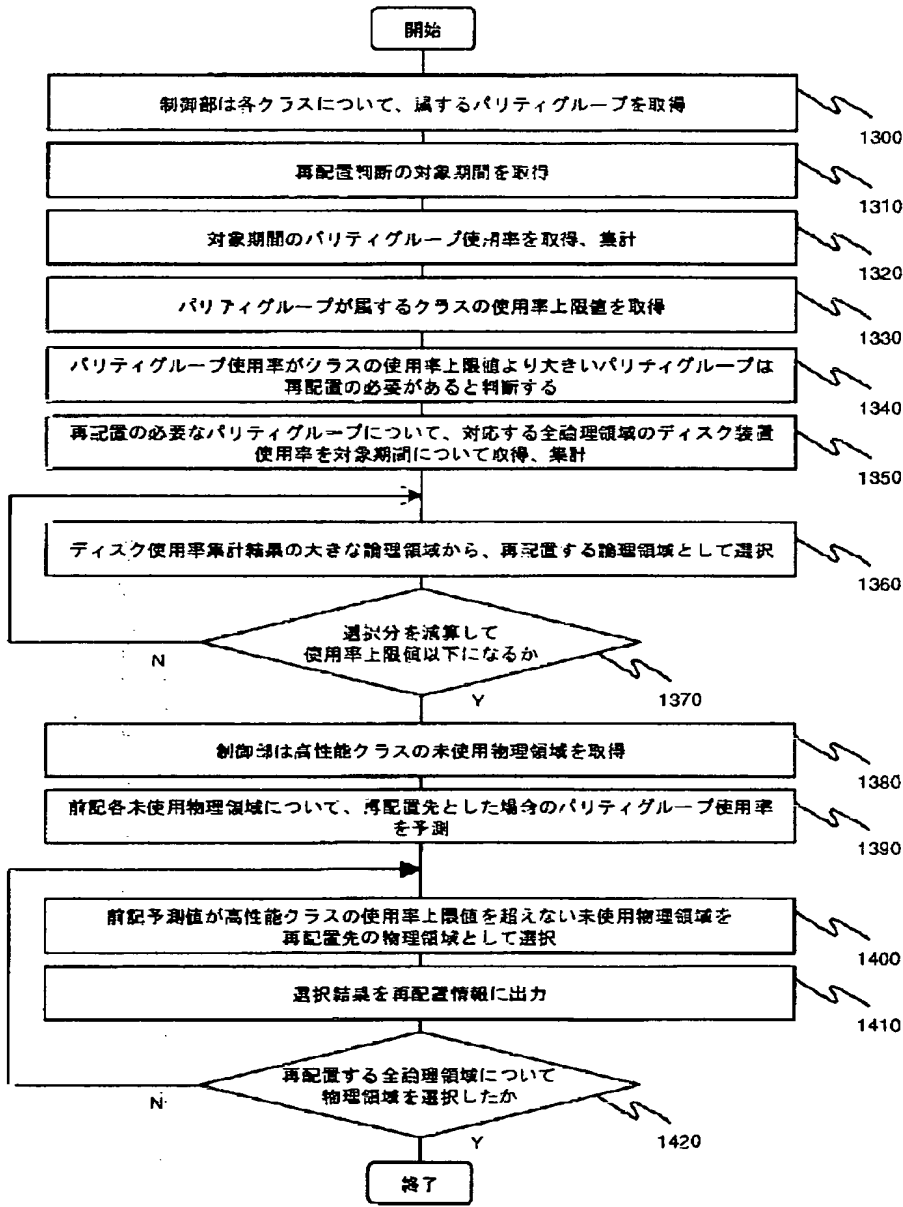 開始
制御部は各クラスについて、属するパリティグループを取得
1300
再配置判断の対象期間を取得
1310
対象期間のパリティグループ使用率を取得、集計
1320
パリティグループが属するクラスの使用率上限値を取得
1330
パリティグループ使用率がクラスの使用率上限値より大きいパリティグループは
再配置の必要があると判断する
1340
再配置の必要なパリティグループについて、対応する全論理領域のディスク装置
使用率を対象期間について取得、集計
1350
ディスク使用率集計結果の大きな論理領域から、再配置する論理領域として選択
1360
選択分を減算して
使用率上限値以下になるか
N
Y
1370
制御部は高性能クラスの未使用物理領域を取得
1380
前記各未使用物理領域について、再配置先とした場合のパリティグループ使用率
を予測
1390
前記予測値が高性能クラスの使用率上限値を超えない未使用物理領域を
再配置先の物理領域として選択
1400
選択結果を再配置情報に出力
1410
再配置する全論理領域について
物理領域を選択したか
N
Y
1420
終了